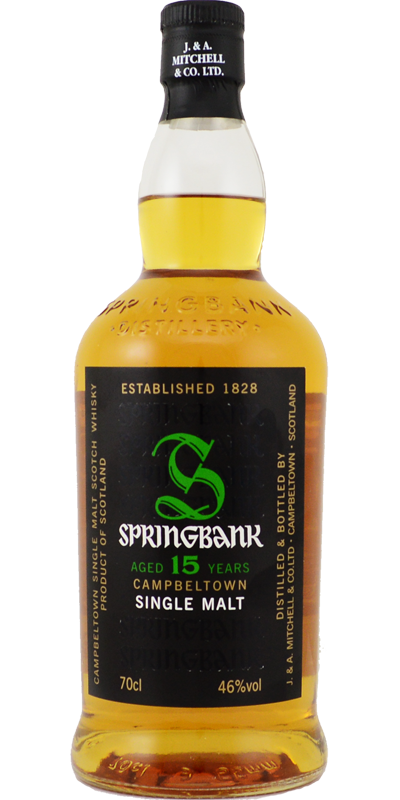 J. & A.
MITCHELL
& CO. LTD.
SPRINGBANK
·DISTILLERY·
ESTABLISHED 1828
S
SPRINGBANK
AGED 15 YEARS
CAMPBELTOWN
SINGLE MALT
70cl 46%vol
CAMPBELTOWN SINGLE MALT SCOTCH WHISKY
PRODUCT OF SCOTLAND
DISTILLED & BOTTLED BY
J. & A. MITCHELL & CO.LTD · CAMPBELTOWN · SCOTLAND